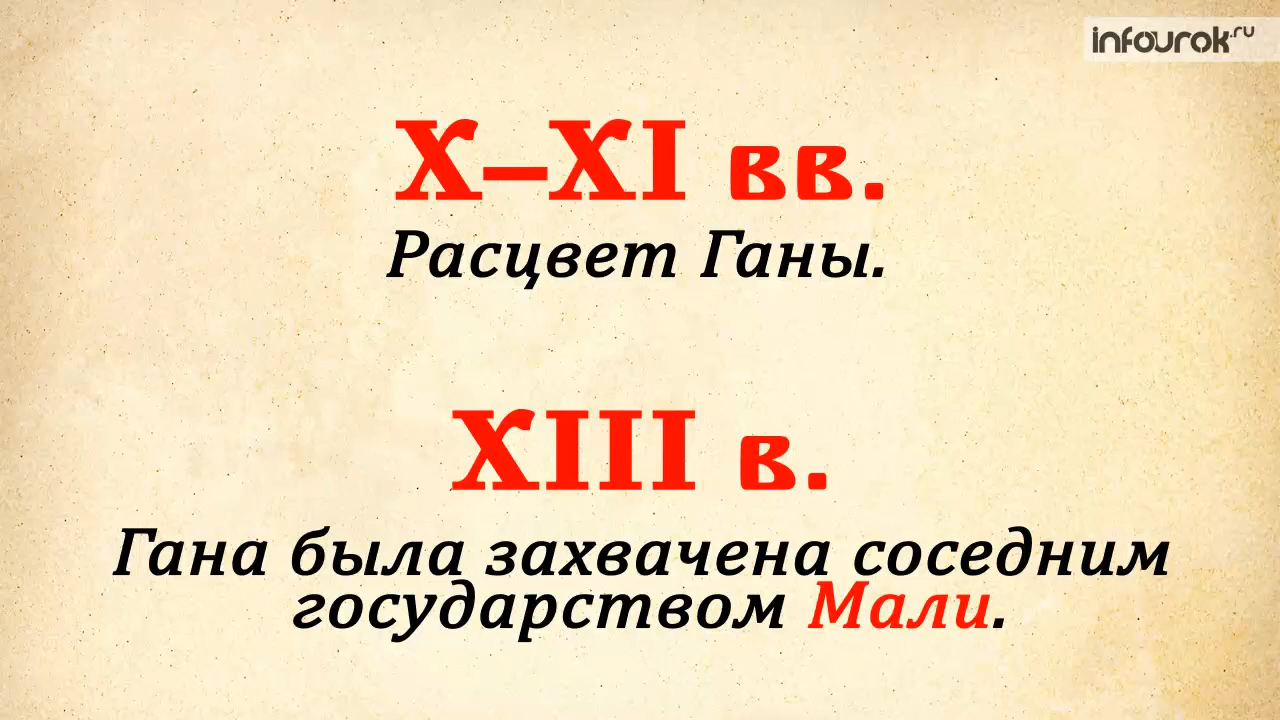 infourok.ru
X–XI вв.
Расцвет Ганы.
XIII в.
Гана была захвачена соседним
государством Мали.